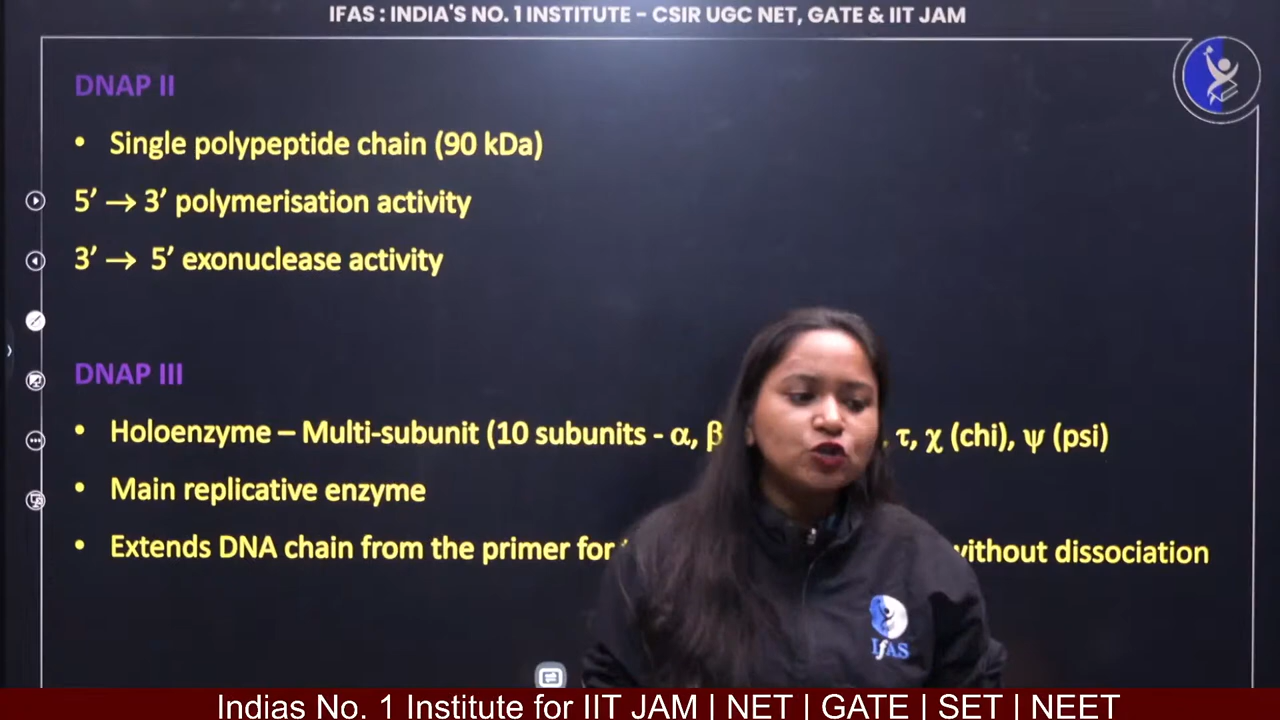 IFAS : INDIA'S NO. 1 INSTITUTE – CSIR UGC NET, GATE & IIT JAM
DNAP II
• Single polypeptide chain (90 kDa)
5’ → 3’ polymerisation activity
3’ → 5’ exonuclease activity
DNAP III
• Holoenzyme – Multi-subunit (10 subunits - α, β τ, χ (chi), ψ (psi)
• Main replicative enzyme
• Extends DNA chain from the primer for without dissociation
IfAS
Indias No. 1 Institute for IIT JAM | NET | GATE | SET | NEET